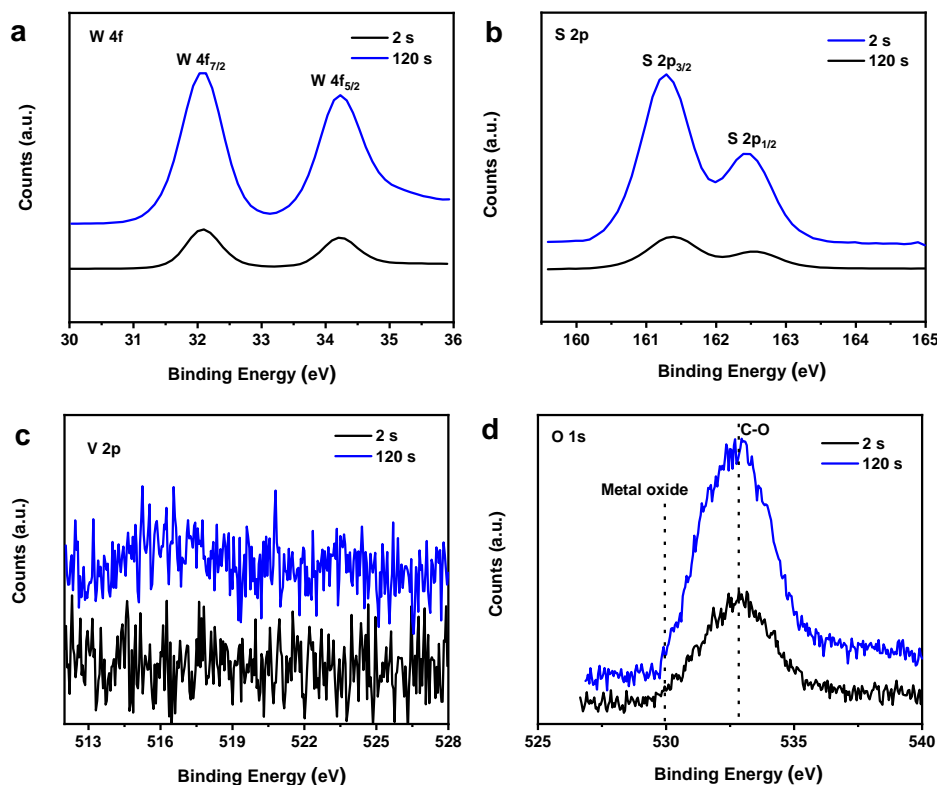 a
W 4f
2 s
120 s
W 4f7/2
W 4f5/2
Counts (a.u.)
30 31 32 33 34 35 36
Binding Energy (eV)
b
S 2p
2 s
120 s
S 2p3/2
S 2p1/2
Counts (a.u.)
160 161 162 163 164 165
Binding Energy (eV)
c
V 2p
2 s
120 s
Counts (a.u.)
513 516 519 522 525 528
Binding Energy (eV)
d
O 1s
C-O
2 s
120 s
Metal oxide
Counts (a.u.)
525 530 535 540
Binding Energy (eV)